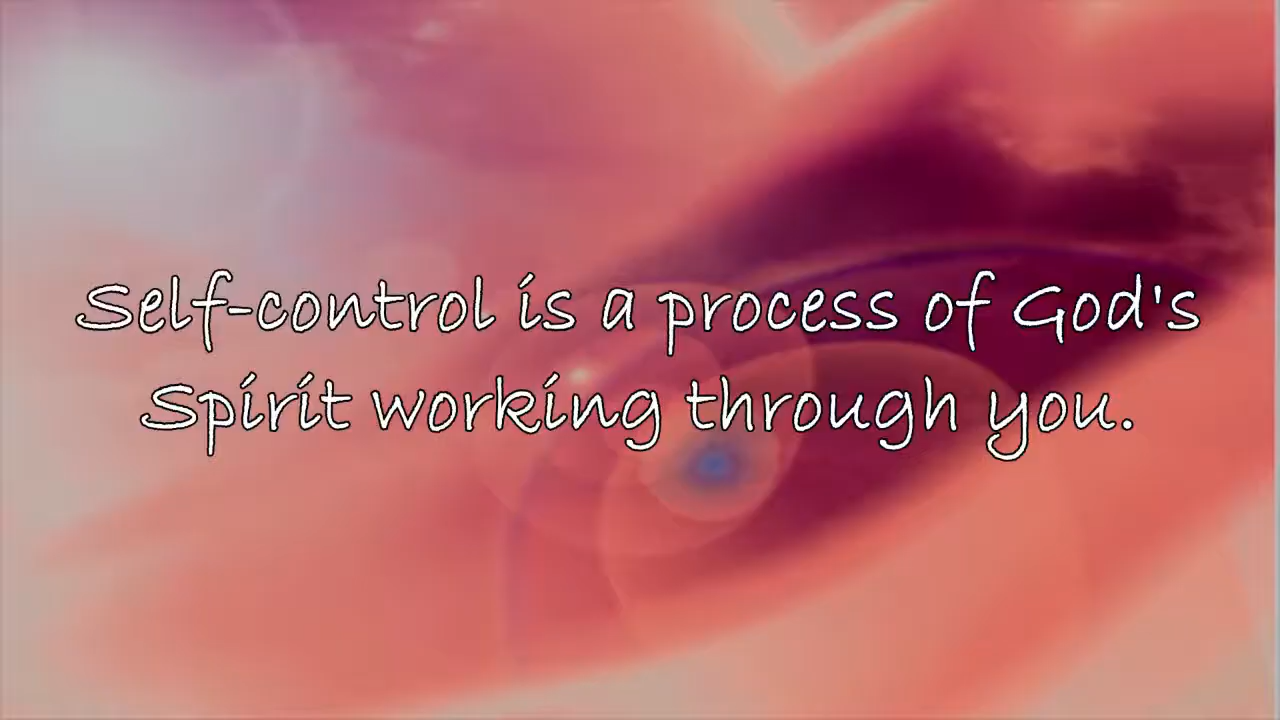 Self-control is a process of God's
Spirit working through you.